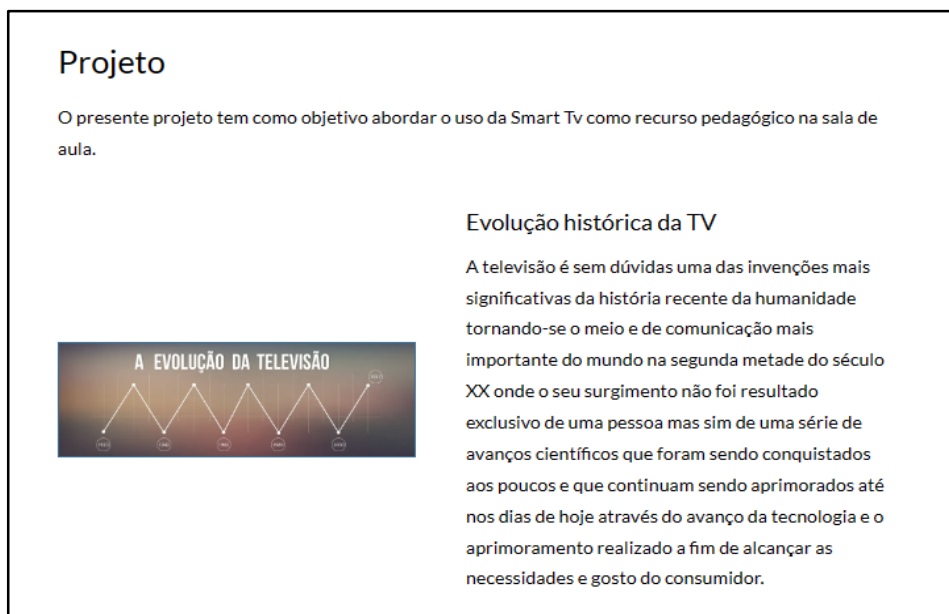 Projeto
O presente projeto tem como objetivo abordar o uso da Smart Tv como recurso pedagógico na sala de
aula.
A EVOLUÇÃO DA TELEVISÃO
Evolução histórica da TV
A televisão é sem dúvidas uma das invenções mais
significativas da história recente da humanidade
tornando-se o meio e de comunicação mais
importante do mundo na segunda metade do século
XX onde o seu surgimento não foi resultado
exclusivo de uma pessoa mas sim de uma série de
avanços científicos que foram sendo conquistados
aos poucos e que continuam sendo aprimorados até
nos dias de hoje através do avanço da tecnologia e o
aprimoramento realizado a fim de alcançar as
necessidades e gosto do consumidor.